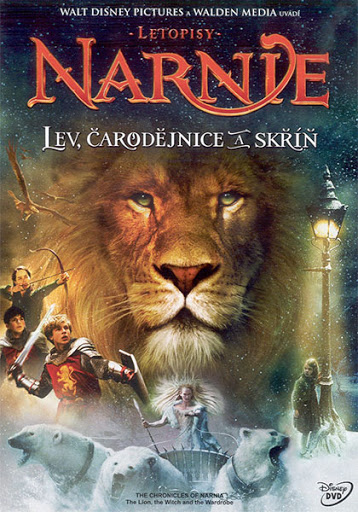 WALT DISNEY PICTURES A WALDEN MEDIA UVÁDÍ
LETOPISY
NARNIE
LEV, ČARODĚJNICE A SKŘÍŇ
THE CHRONICLES OF NARNIA
The Lion, the Witch and the Wardrobe
Disney
DVD